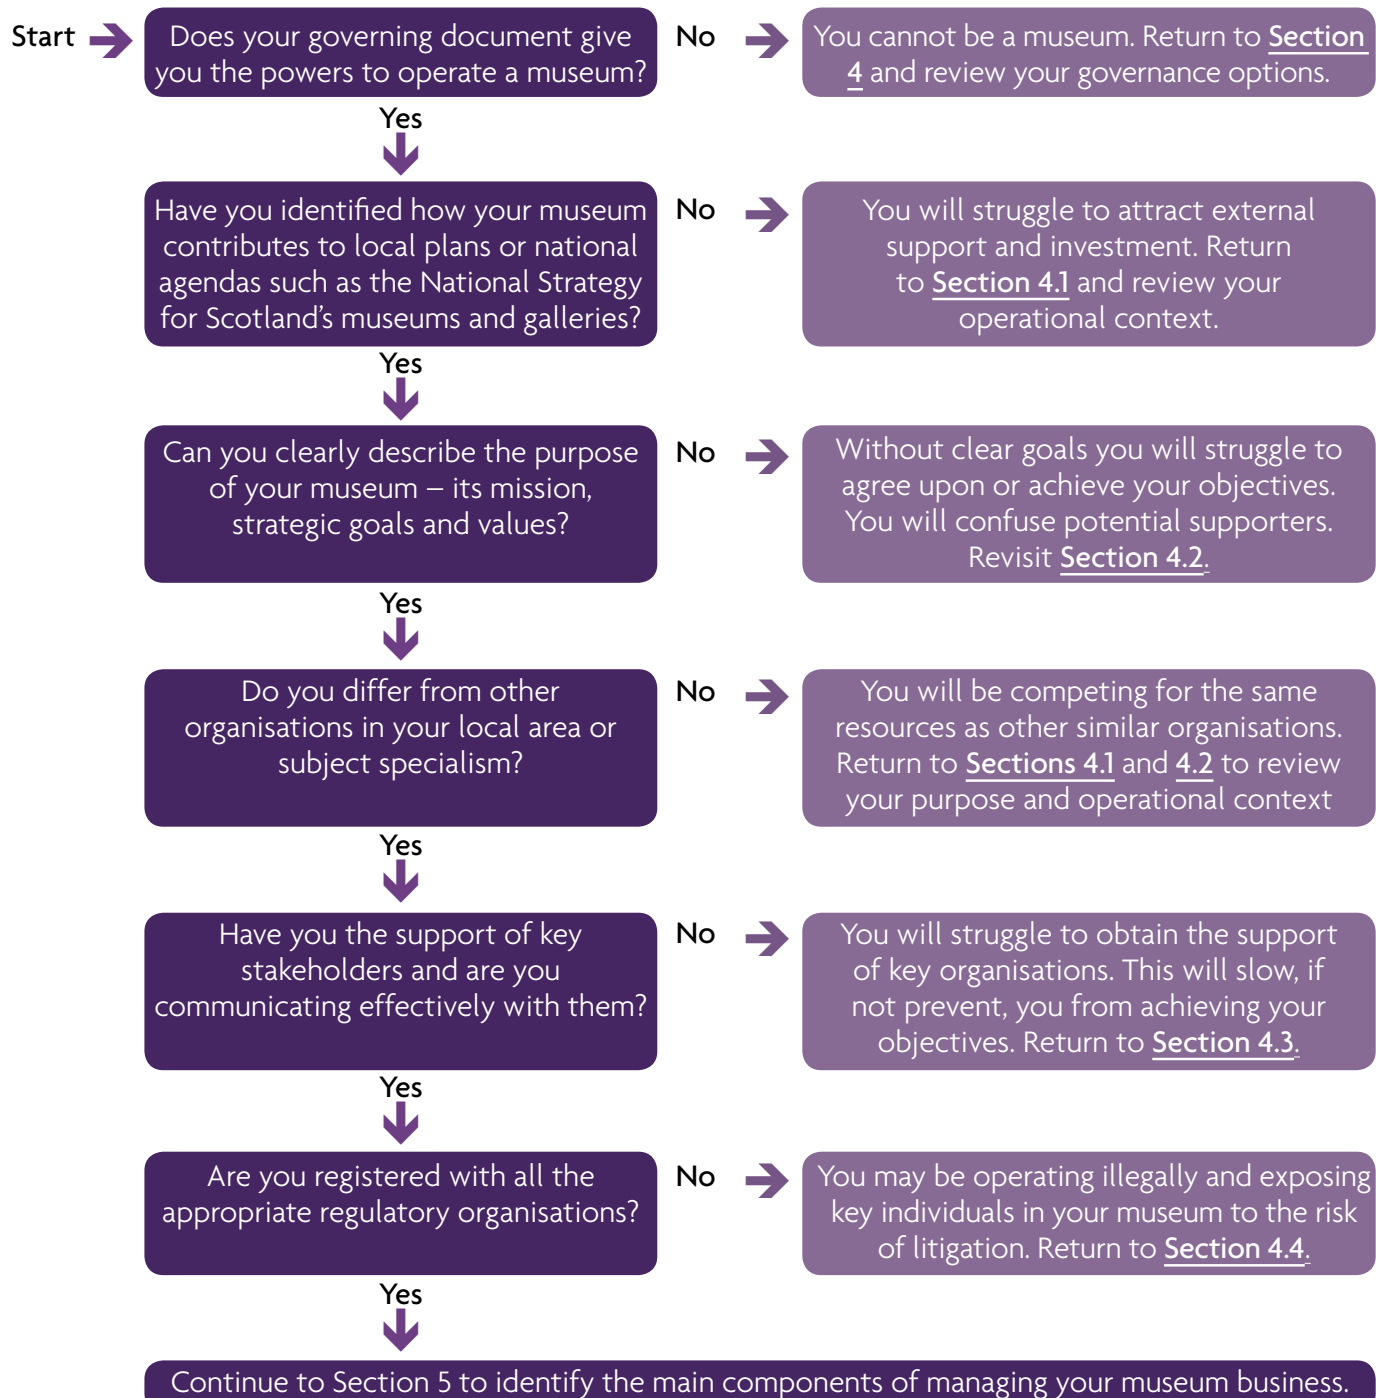 Start
Does your governing document give
you the powers to operate a museum?
No
You cannot be a museum. Return to Section
4 and review your governance options.
Yes
Have you identified how your museum
contributes to local plans or national
agendas such as the National Strategy
for Scotland's museums and galleries?
No
You will struggle to attract external
support and investment. Return
to Section 4.1 and review your
operational context.
Yes
Can you clearly describe the purpose
of your museum – its mission,
strategic goals and values?
No
Without clear goals you will struggle to
agree upon or achieve your objectives.
You will confuse potential supporters.
Revisit Section 4.2.
Yes
Do you differ from other
organisations in your local area or
subject specialism?
No
You will be competing for the same
resources as other similar organisations.
Return to Sections 4.1 and 4.2 to review
your purpose and operational context
Yes
Have you the support of key
stakeholders and are you
communicating effectively with them?
No
You will struggle to obtain the support
of key organisations. This will slow, if
not prevent, you from achieving your
objectives. Return to Section 4.3.
Yes
Are you registered with all the
appropriate regulatory organisations?
No
You may be operating illegally and exposing
key individuals in your museum to the risk
of litigation. Return to Section 4.4.
Yes
Continue to Section 5 to identify the main components of managing your museum business.